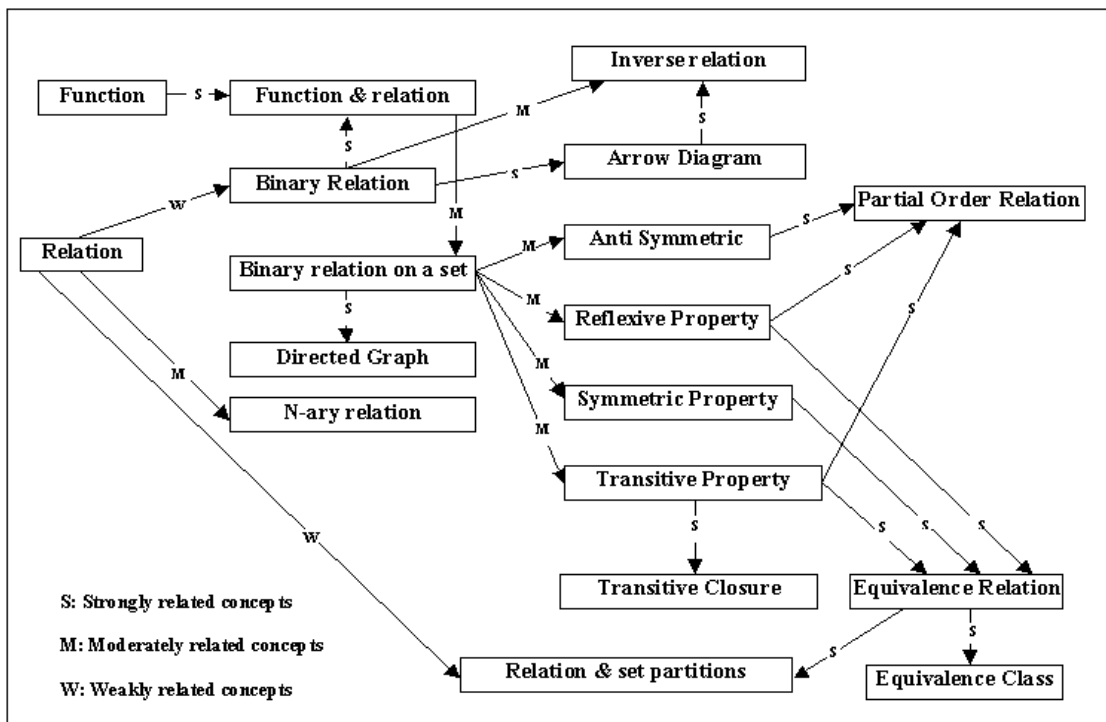 Inverse relation
Function
S
Function & relation
M
S
S
Arrow Diagram
Binary Relation
S
W
M
Partial Order Relation
S
Relation
Anti Symmetric
M
Binary relation on a set
S
M
Reflexive Property
S
S
Directed Graph
M
M
Symmetric Property
N-ary relation
M
Transitive Property
S
S
S
W
S
Transitive Closure
Equivalence Relation
S: Strongly related concepts
S
S
M: Moderately related concepts
Relation & set partitions
Equivalence Class
W: Weakly related concepts